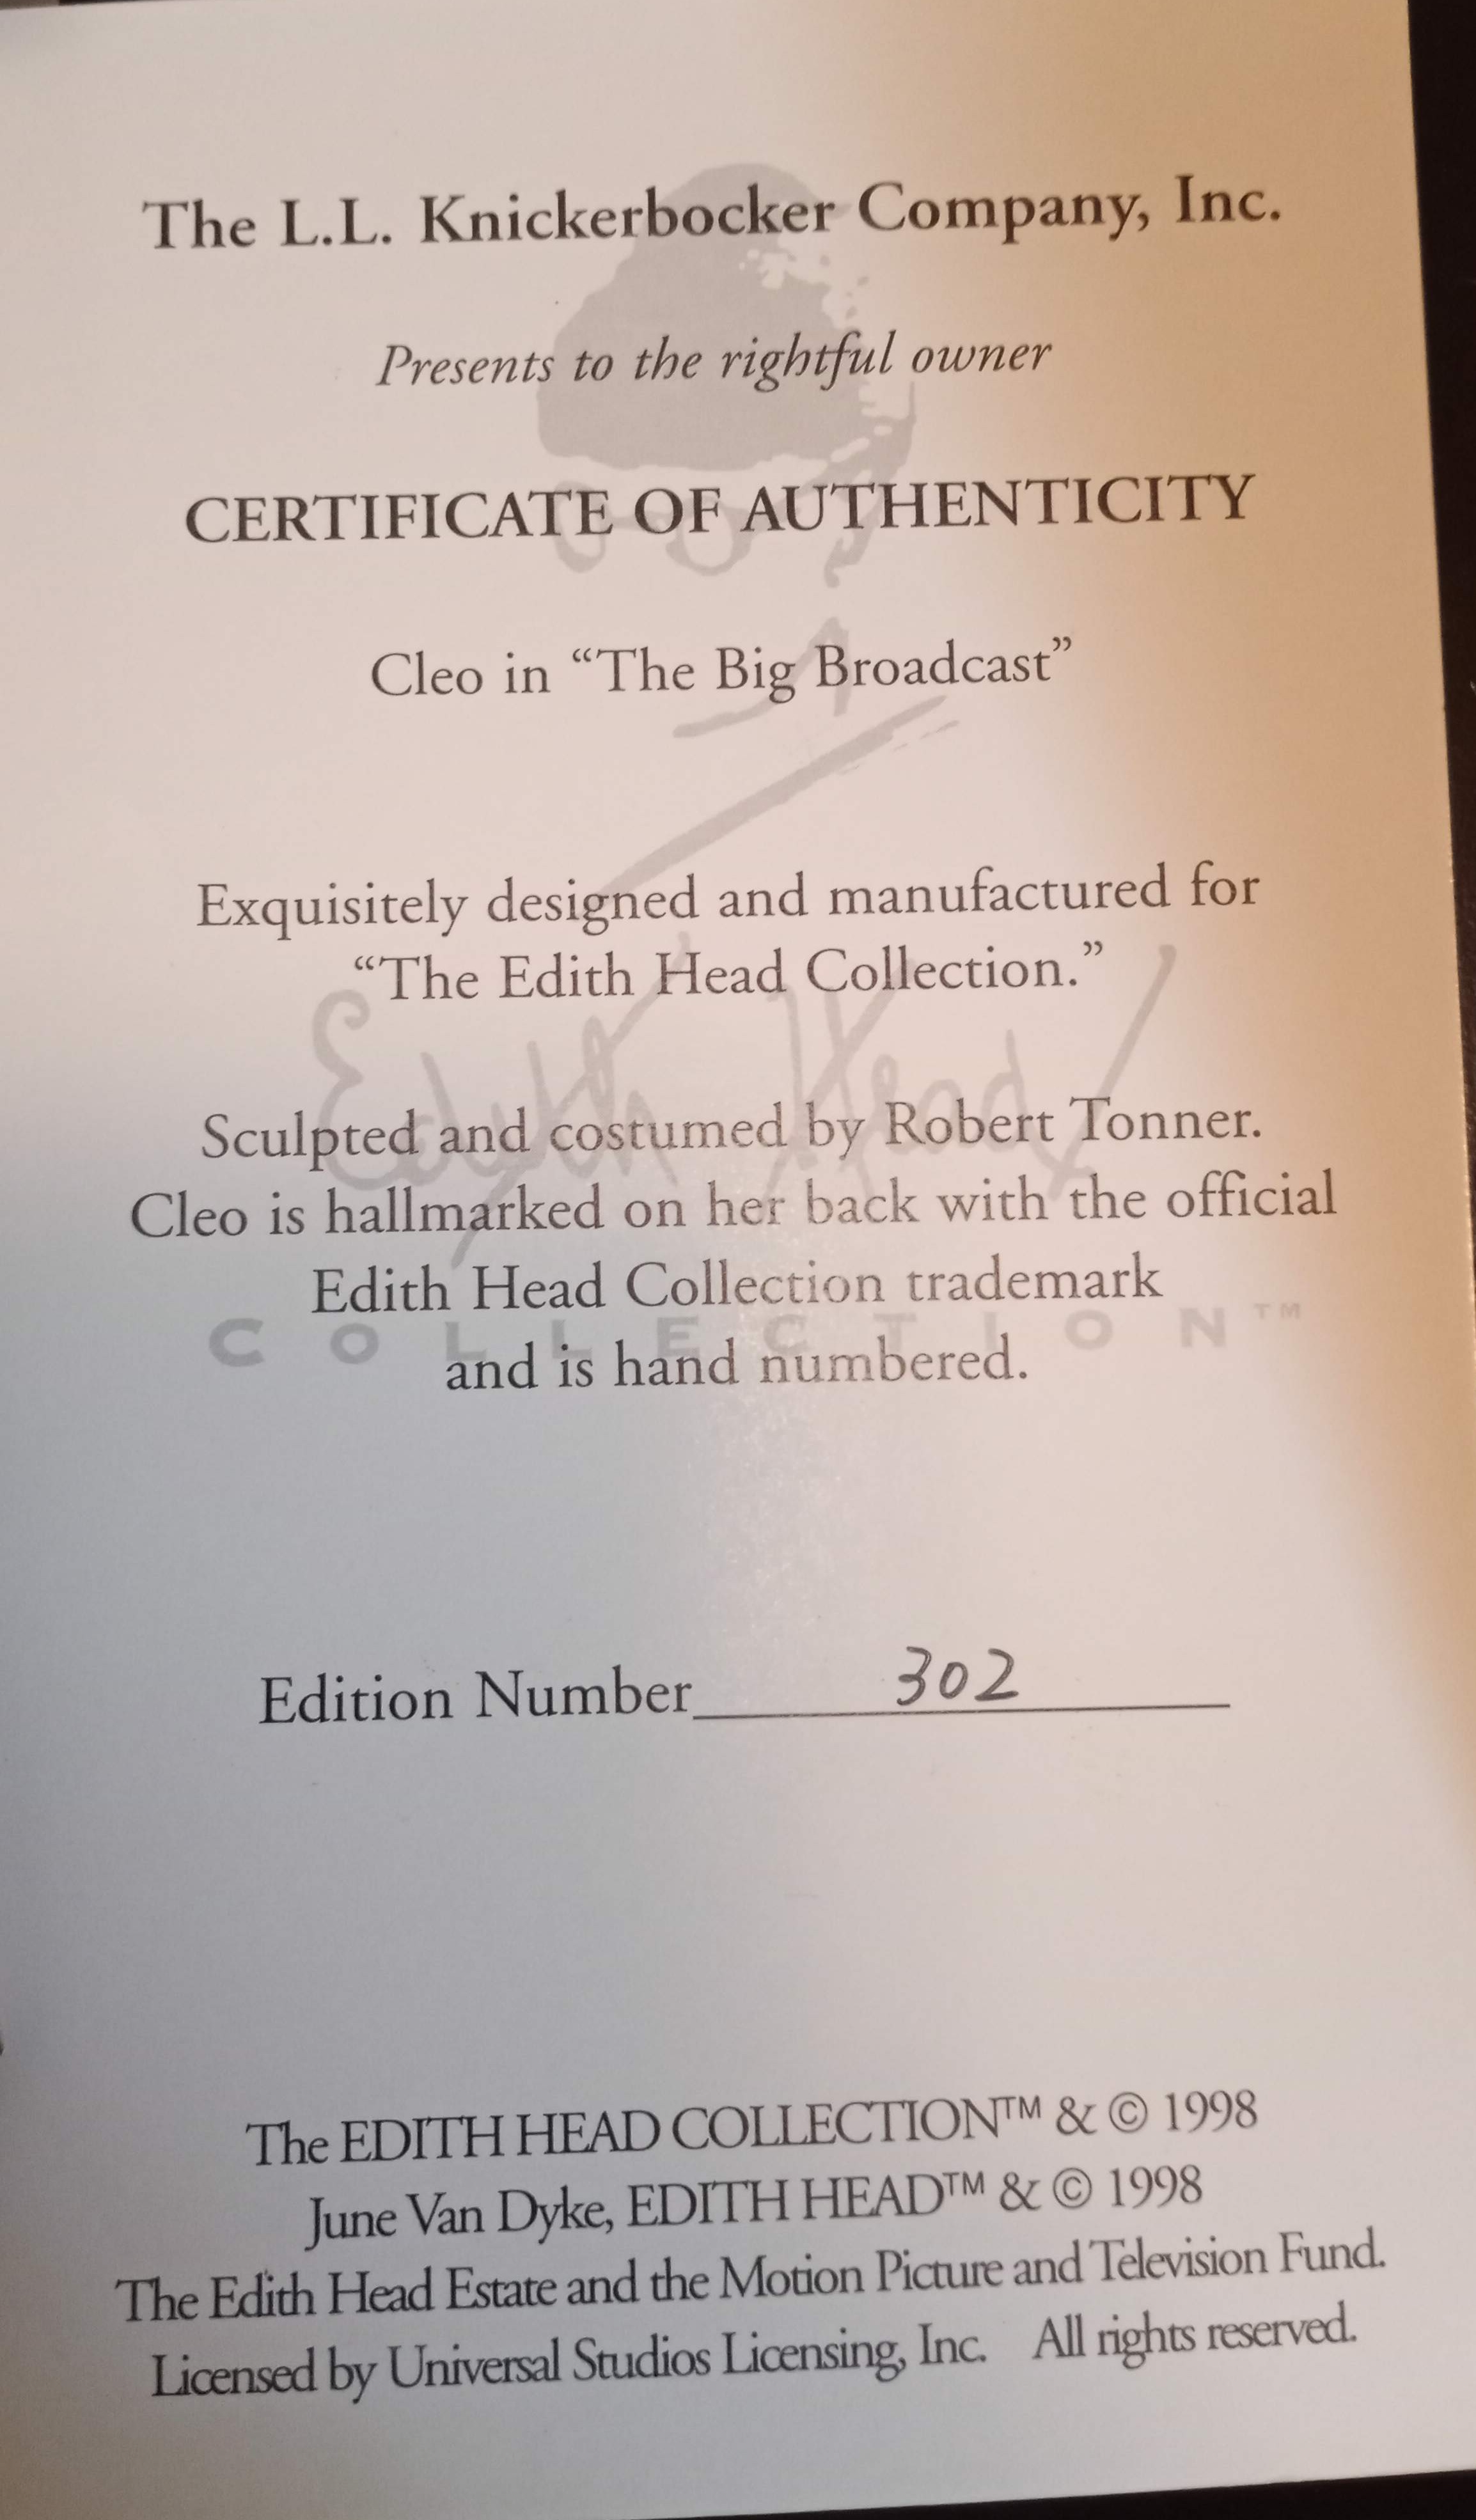 The L.L. Knickerbocker Company, Inc.
Presents to the rightful owner
CERTIFICATE OF AUTHENTICITY
Cleo in “The Big Broadcast”
Exquisitely designed and manufactured for
“The Edith Head Collection.”
Edith Head
Sculpted and costumed by Robert Tonner.
Cleo is hallmarked on her back with the official
Edith Head Collection trademark
COLLECTION™
and is hand numbered.
Edition Number 302
The EDITH HEAD COLLECTION™ & © 1998
June Van Dyke, EDITH HEAD™ & © 1998
The Edith Head Estate and the Motion Picture and Television Fund.
Licensed by Universal Studios Licensing, Inc. All rights reserved.